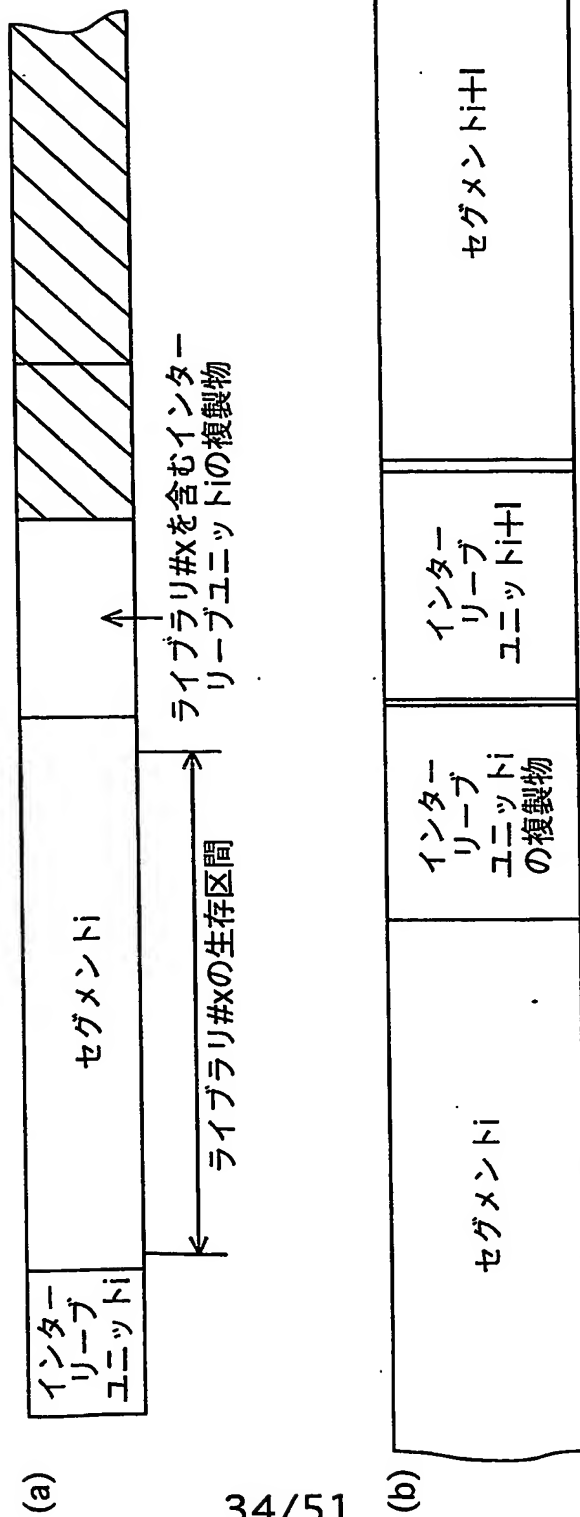 (a)
インター
リーブ
ユニットi
セグメントi
ライブラリ#xの生存区間
ライブラリ#xを含むインター
リーブユニットiの複製物
34/51
(b)
セグメントi
インター
リーブ
ユニットi
の複製物
インター
リーブ
ユニットi+1
セグメントi+1